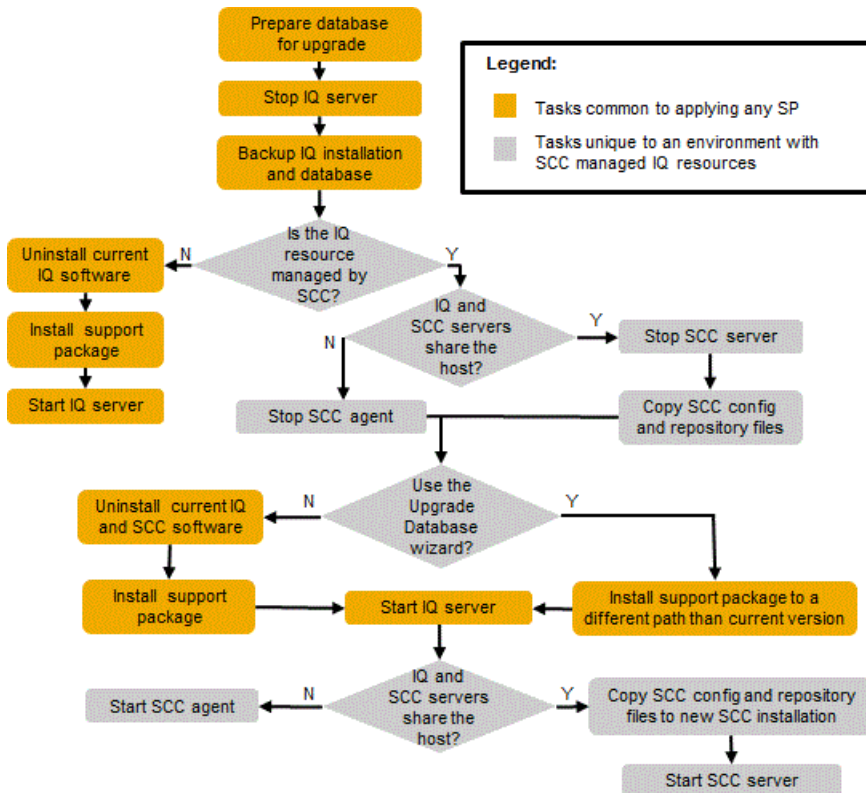 Prepare database
for upgrade
Legend:
Tasks common to applying any SP
Tasks unique to an environment with
SCC managed IQ resources
Stop IQ server
Backup IQ installation
and database
Is the IQ
resource
managed by
SCC?
N
Y
Uninstall current
IQ software
Install support
package
Start IQ server
IQ and
SCC servers
share the
host?
N
Y
Stop SCC server
Stop SCC agent
Copy SCC config
and repository files
Use the
Upgrade
Database
wizard?
N
Y
Uninstall current IQ
and SCC software
Install support
package
Start IQ server
Install support package to a
different path than current version
IQ and
SCC servers
share the
host?
N
Y
Start SCC agent
Copy SCC config and repository
files to new SCC installation
Start SCC server